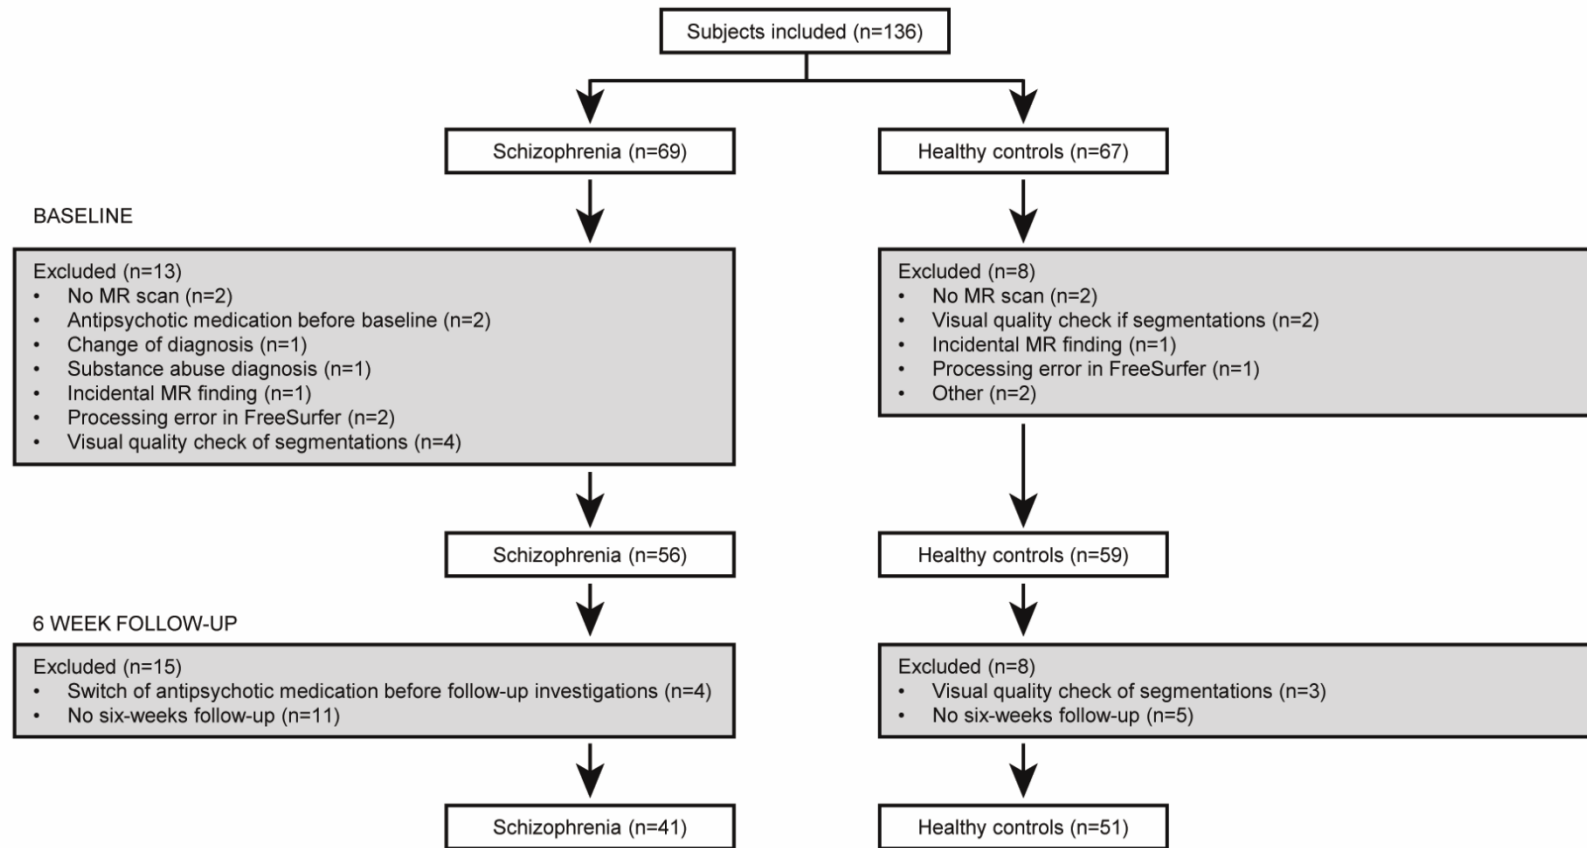 Subjects included (n=136)
Schizophrenia (n=69)
Healthy controls (n=67)
BASELINE
Excluded (n=13)
• No MR scan (n=2)
• Antipsychotic medication before baseline (n=2)
• Change of diagnosis (n=1)
• Substance abuse diagnosis (n=1)
• Incidental MR finding (n=1)
• Processing error in FreeSurfer (n=2)
• Visual quality check of segmentations (n=4)
Excluded (n=8)
• No MR scan (n=2)
• Visual quality check if segmentations (n=2)
• Incidental MR finding (n=1)
• Processing error in FreeSurfer (n=1)
• Other (n=2)
Schizophrenia (n=56)
Healthy controls (n=59)
6 WEEK FOLLOW-UP
Excluded (n=15)
• Switch of antipsychotic medication before follow-up investigations (n=4)
• No six-weeks follow-up (n=11)
Excluded (n=8)
• Visual quality check of segmentations (n=3)
• No six-weeks follow-up (n=5)
Schizophrenia (n=41)
Healthy controls (n=51)